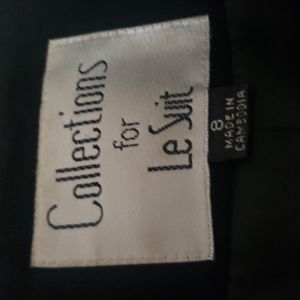 Collections
for
Le Suit
8
MADE IN
CAMBODIA